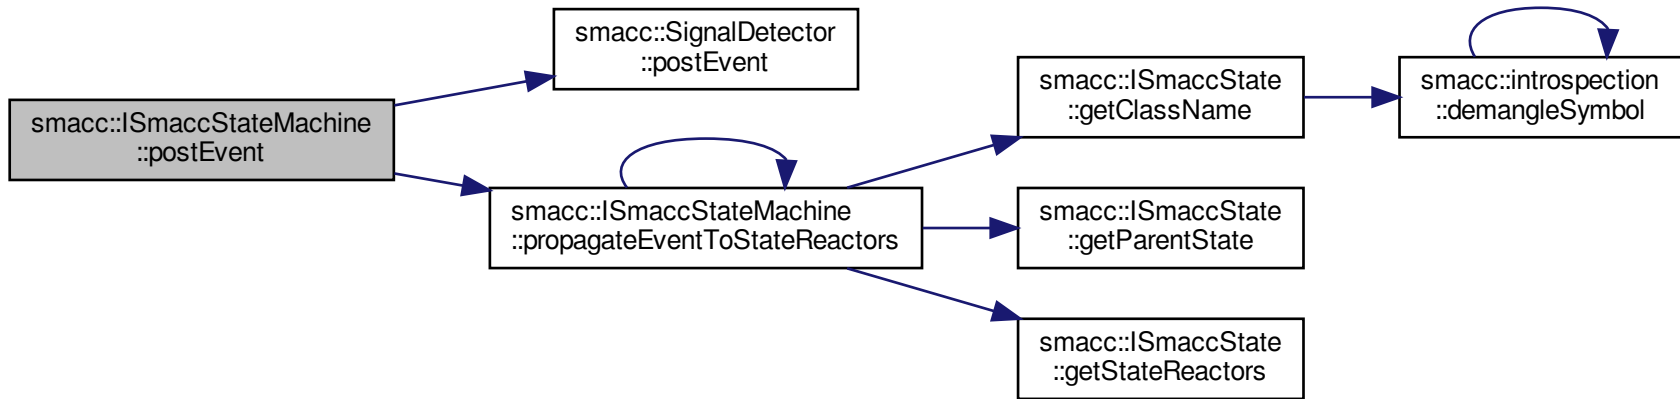 smacc::ISmaccStateMachine
::postEvent
smacc::SignalDetector
::postEvent
smacc::ISmaccStateMachine
::propagateEventToStateReactors
smacc::ISmaccState
::getClassName
smacc::introspection
::demangleSymbol
smacc::ISmaccState
::getParentState
smacc::ISmaccState
::getStateReactors